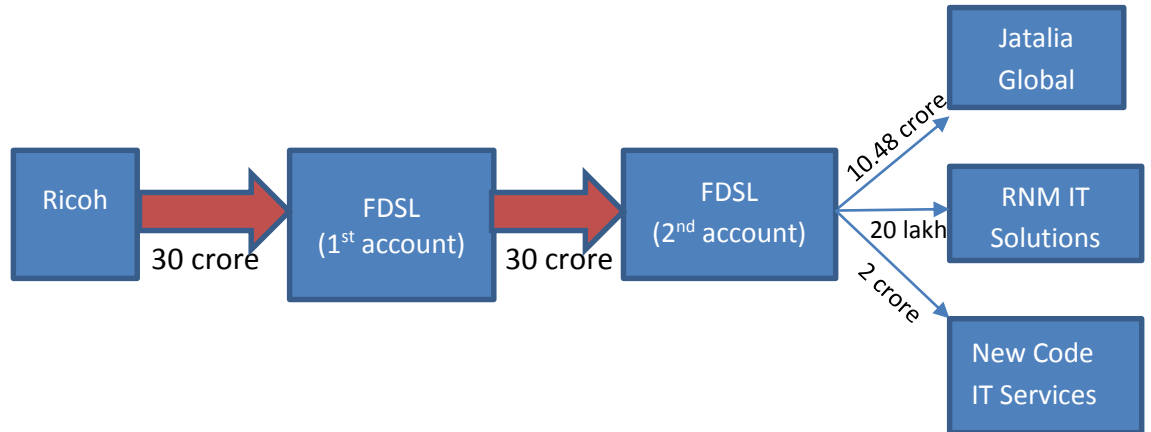 Ricoh
30 crore
FDSL
(1st account)
30 crore
FDSL
(2nd account)
10.48 crore
Jatalia
Global
20 lakh
RNM IT
Solutions
2 crore
New Code
IT Services